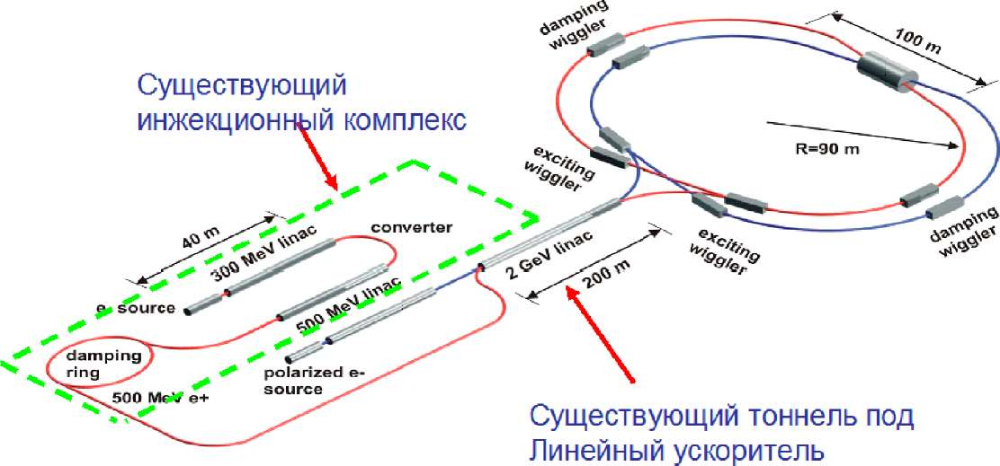 damping
wiggler
100 m
Существующий
инжекционный комплекс
R=90 m
exciting
wiggler
40 m
converter
300 MeV linac
damping
wiggler
exciting
wiggler
2 GeV linac
200 m
e source
500 MeV linac
damping
ring
polarized e-
source
500 MeV e+
Существующий тоннель под
Линейный ускоритель